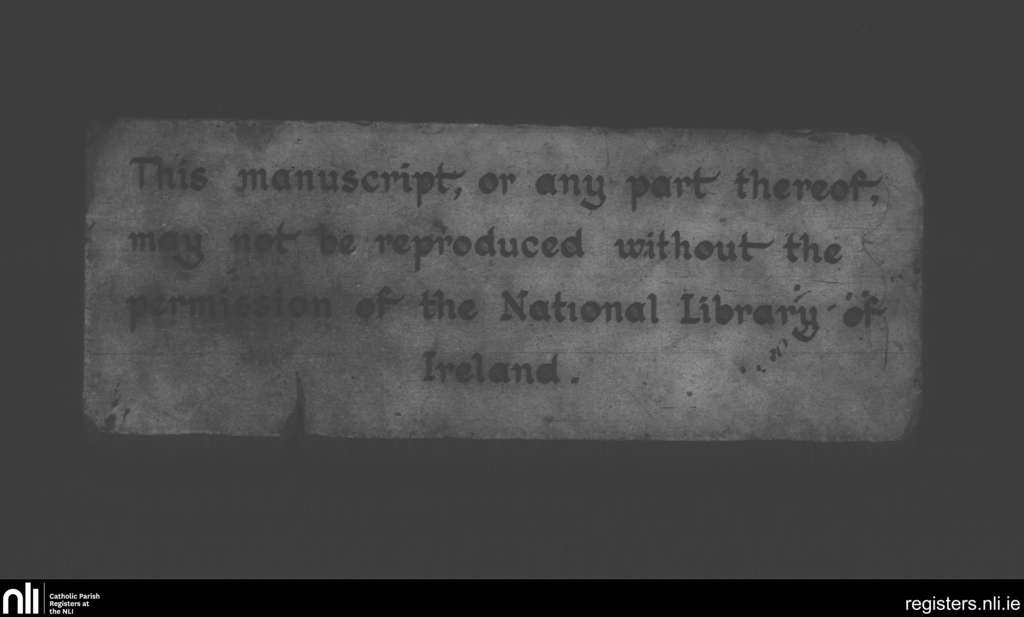 This manuscript, or any part thereof,
may not be reproduced without the
permission of the National Library of
Ireland.
nli
Catholic Parish
Registers at
the NLI
registers.nli.ie